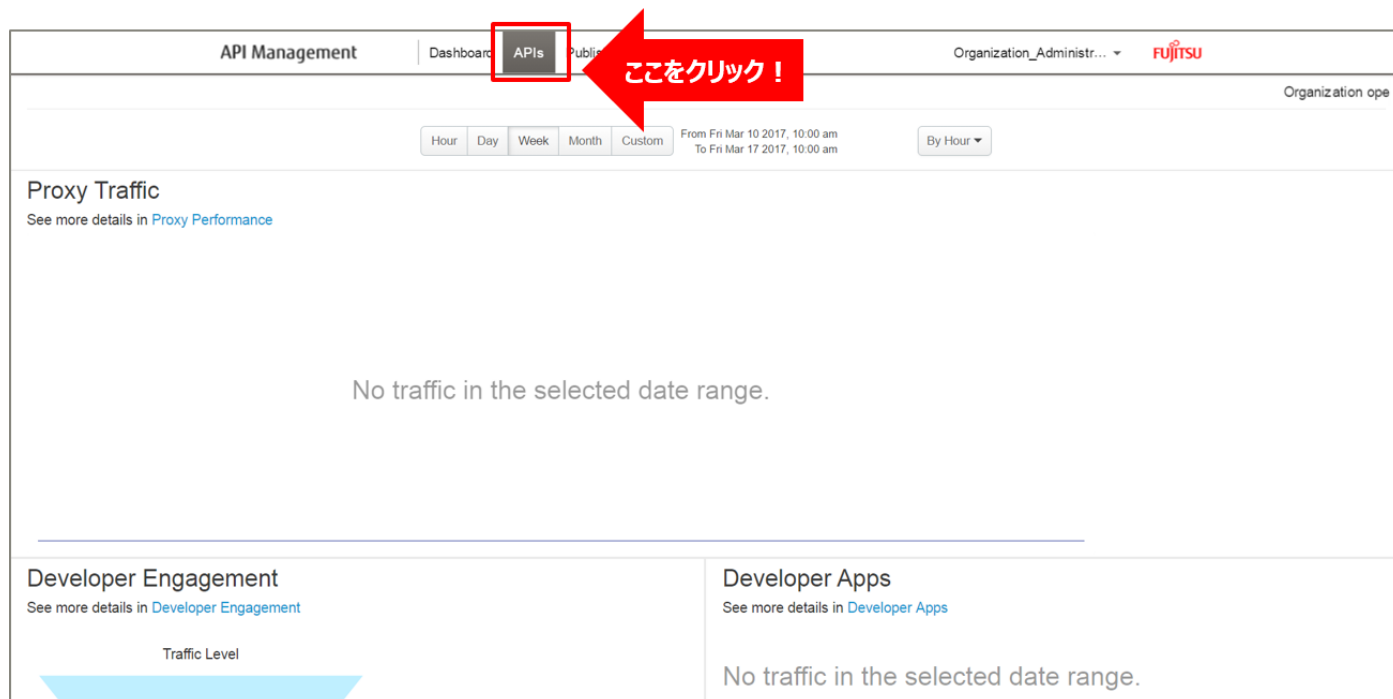 API Management Dashboard APIs Organization_Administr... FUJITSU
ここをクリック！
Organization ope
Hour Day Week Month Custom From Fri Mar 10 2017, 10:00 am By Hour
To Fri Mar 17 2017, 10:00 am
Proxy Traffic
See more details in Proxy Performance
No traffic in the selected date range.
Developer Engagement
See more details in Developer Engagement
Traffic Level
Developer Apps
See more details in Developer Apps
No traffic in the selected date range.